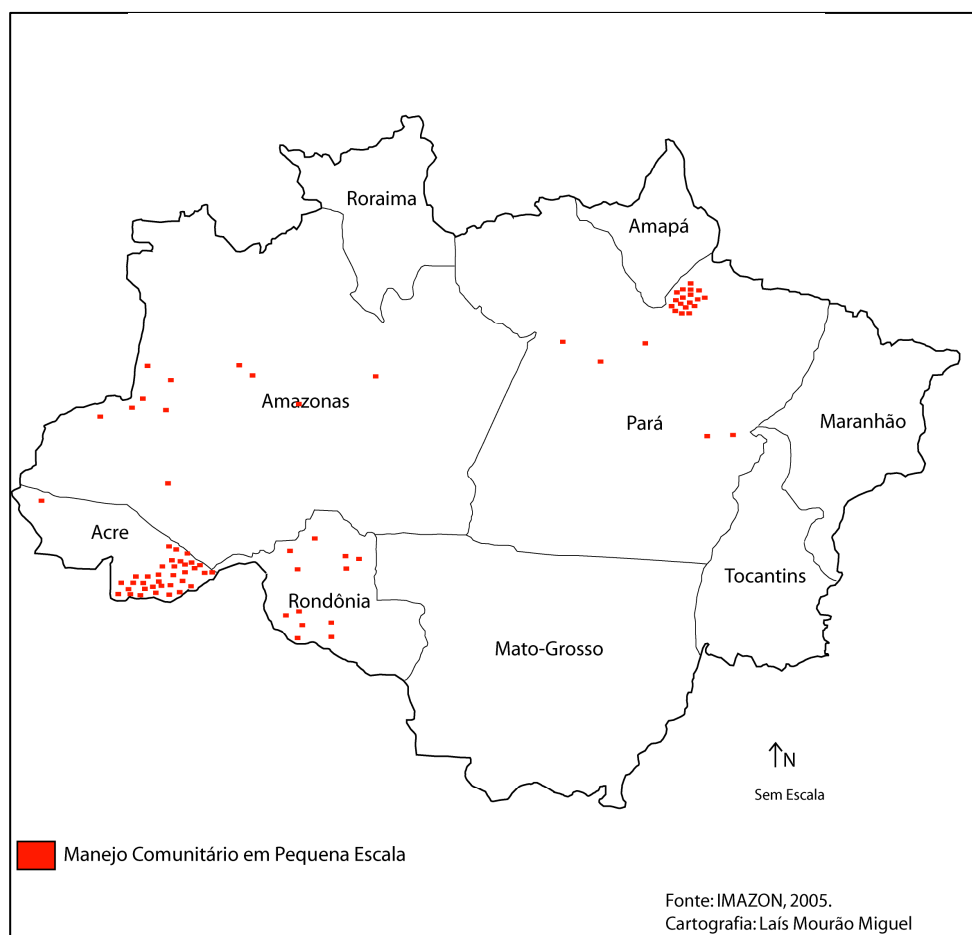 Roraima
Amapá
Amazonas
Pará
Maranhão
Acre
Tocantins
Rondônia
Mato-Grosso
N
Sem Escala
Manejo Comunitário em Pequena Escala
Fonte: IMAZON, 2005.
Cartografia: Laís Mourão Miguel